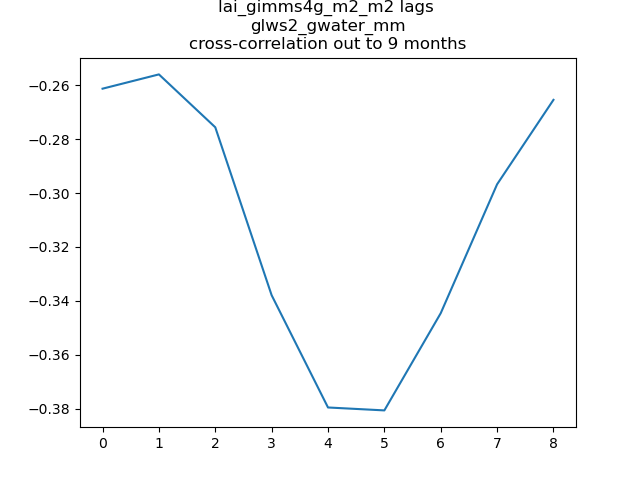 lai_gimms4g_m2_m2 lags
glws2_gwater_mm
cross-correlation out to 9 months
−0.26
−0.28
−0.30
−0.32
−0.34
−0.36
−0.38
0 1 2 3 4 5 6 7 8